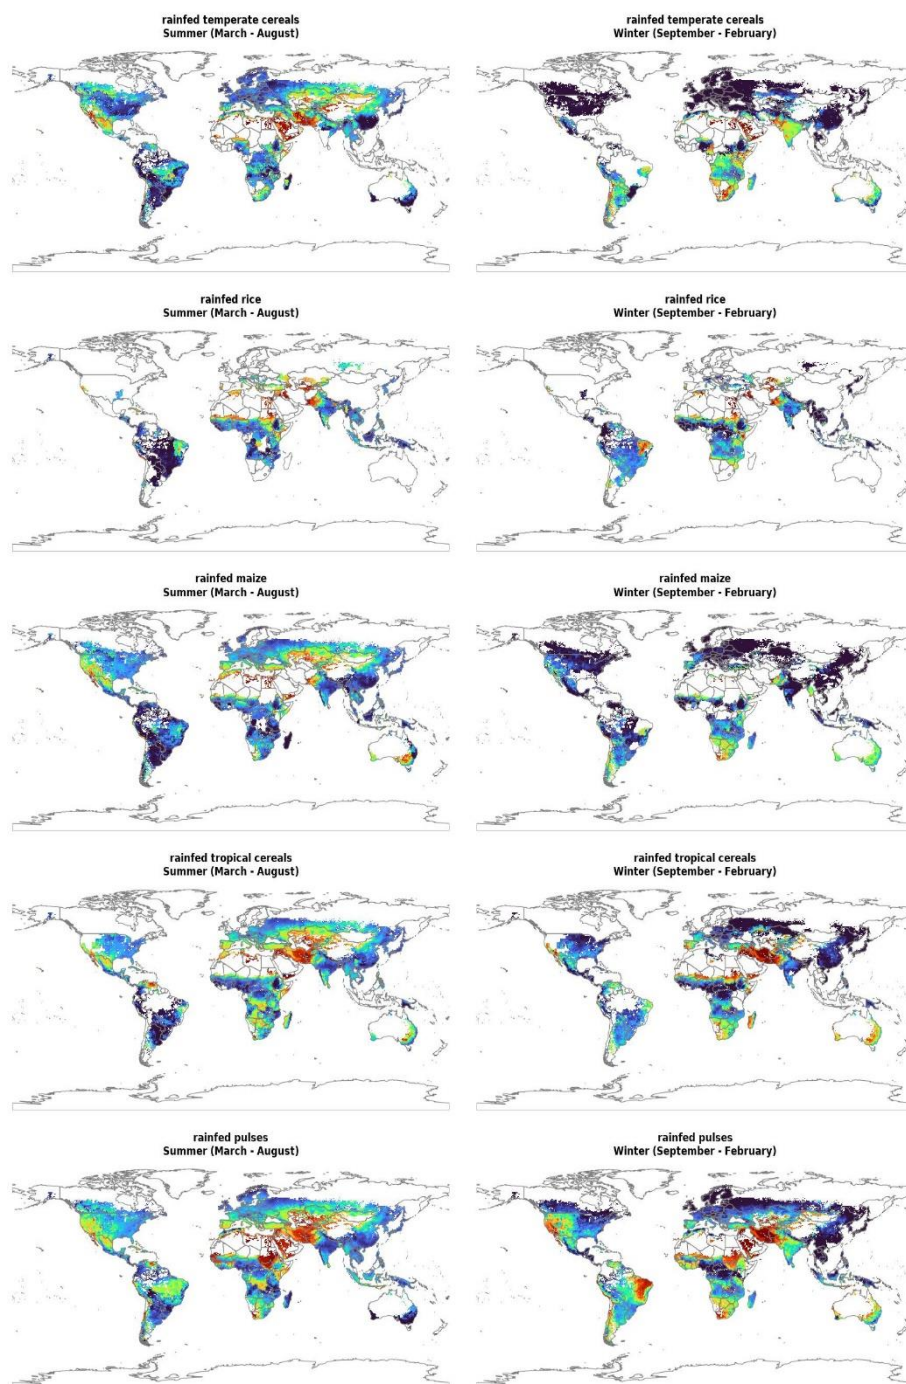 rainfed temperate cereals
Summer (March - August)
rainfed temperate cereals
Winter (September - February)
rainfed rice
Summer (March - August)
rainfed rice
Winter (September - February)
rainfed maize
Summer (March - August)
rainfed maize
Winter (September - February)
rainfed tropical cereals
Summer (March - August)
rainfed tropical cereals
Winter (September - February)
rainfed pulses
Summer (March - August)
rainfed pulses
Winter (September - February)